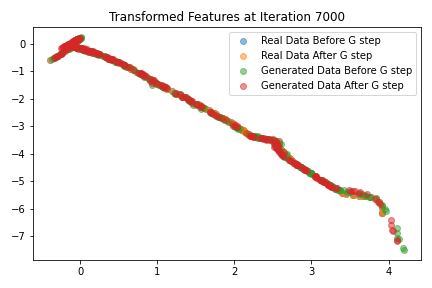 Transformed Features at Iteration 7000
Real Data Before G step
Real Data After G step
Generated Data Before G step
Generated Data After G step
0
−1
−2
−3
−4
−5
−6
−7
0 1 2 3 4